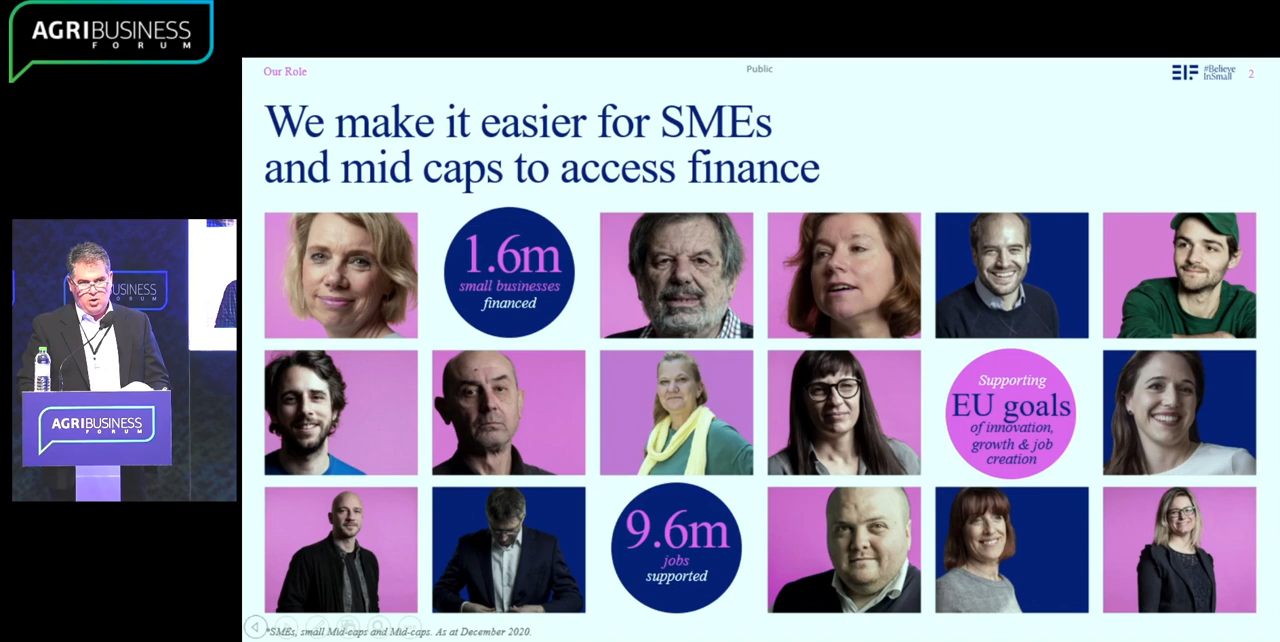 AGRIBUSINESS
FORUM
Our Role
Public
EIF
#Believe
InSmall
2
We make it easier for SMEs
and mid caps to access finance
1.6m
small businesses
financed
Supporting
EU goals
of innovation,
growth & job
creation
9.6m
jobs
supported
*SMEs, small Mid-caps and Mid-caps. As at December 2020.
USINESS
FORUM
AGRIBUSINESS
FORUM